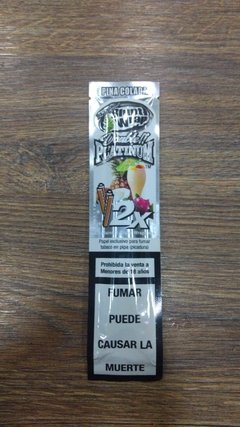 PINA COLADA
PLATINUM
2x
Papel exclusivo para fumar
tabaco en pipa (picadura)
Prohibida la venta a
Menores de 18 años
FUMAR
PUEDE
CAUSAR LA
MUERTE